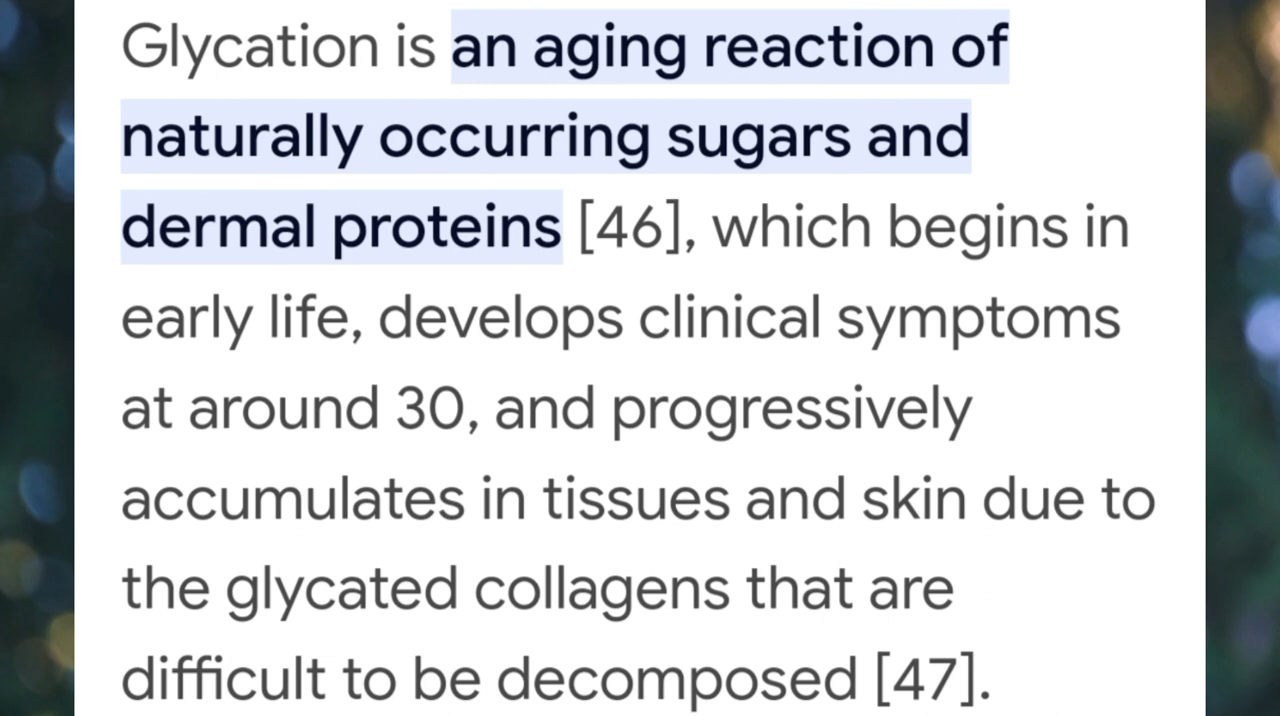 Glycation is an aging reaction of
naturally occurring sugars and
dermal proteins [46], which begins in
early life, develops clinical symptoms
at around 30, and progressively
accumulates in tissues and skin due to
the glycated collagens that are
difficult to be decomposed [47].